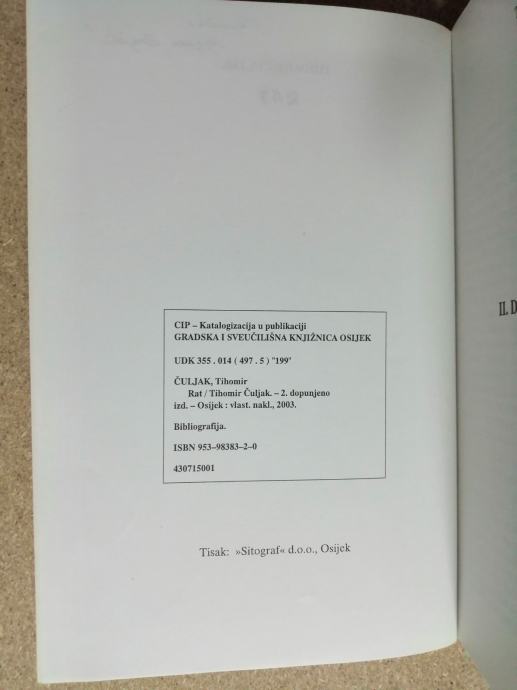 CIP – Katalogizacija u publikaciji
GRADSKA I SVEUČILIŠNA KNJIŽNICA OSIJEK
UDK 355 . 014 ( 497 . 5 ) "199"
ČULJAK, Tihomir
Rat / Tihomir Čuljak. – 2. dopunjeno
izd. – Osijek : vlast. nakl., 2003.
Bibliografija.
ISBN 953–98383–2–0
430715001
Tisak: »Sitograf« d.o.o., Osijek
II. D